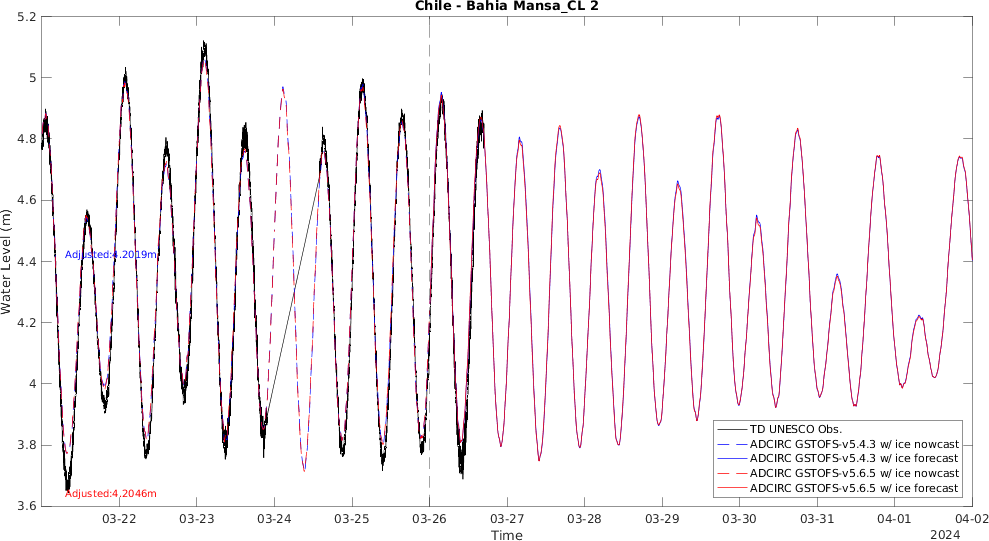 Chile - Bahia Mansa_CL 2
5.2
5
4.8
4.6
4.4
4.2
4
3.8
3.6
Water Level (m)
Adjusted:4.2019m
Adjusted:4.2046m
TD UNESCO Obs.
ADCIRC GSTOFS-v5.4.3 w/ ice nowcast
ADCIRC GSTOFS-v5.4.3 w/ ice forecast
ADCIRC GSTOFS-v5.6.5 w/ ice nowcast
ADCIRC GSTOFS-v5.6.5 w/ ice forecast
03-22 03-23 03-24 03-25 03-26 03-27 03-28 03-29 03-30 03-31 04-01 04-02
Time
2024